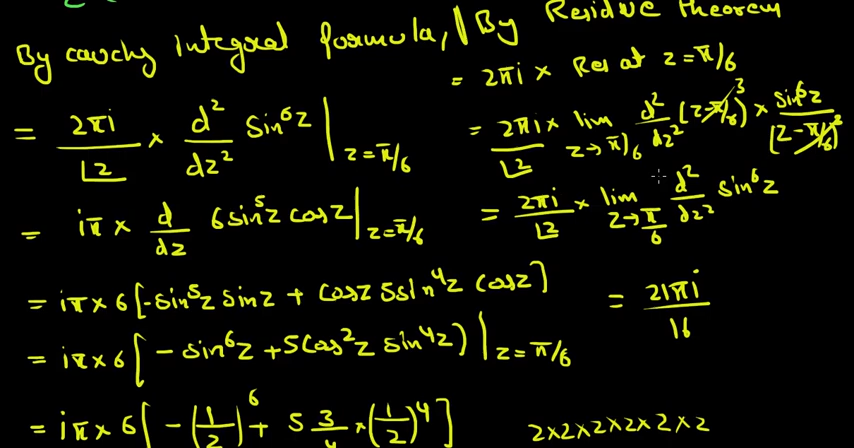 By cauchy integral formula,
= 2πi/⌊2 × d²/dz² sin⁶z |z=π/6
= iπ × d/dz 6sin⁵z cosz |z=π/6
= iπ×6[-sin⁵z sinz + cosz 5sin⁴z cosz]
= iπ×6[-sin⁶z + 5cos²z sin⁴z)|z=π/6
= iπ×6[-(1/2)⁶ + 5 3/4 ×(1/2)⁴]
By Residue theorem
= 2πi × Res at z=π/6
= 2πi/⌊2 × lim z→π/6 d²/dz² (z-π/6)³ × sin⁶z/(z-π/6)³
= 2πi/⌊2 × lim z→π/6 d²/dz² sin⁶z
= 21πi/16
2×2×2×2×2×2